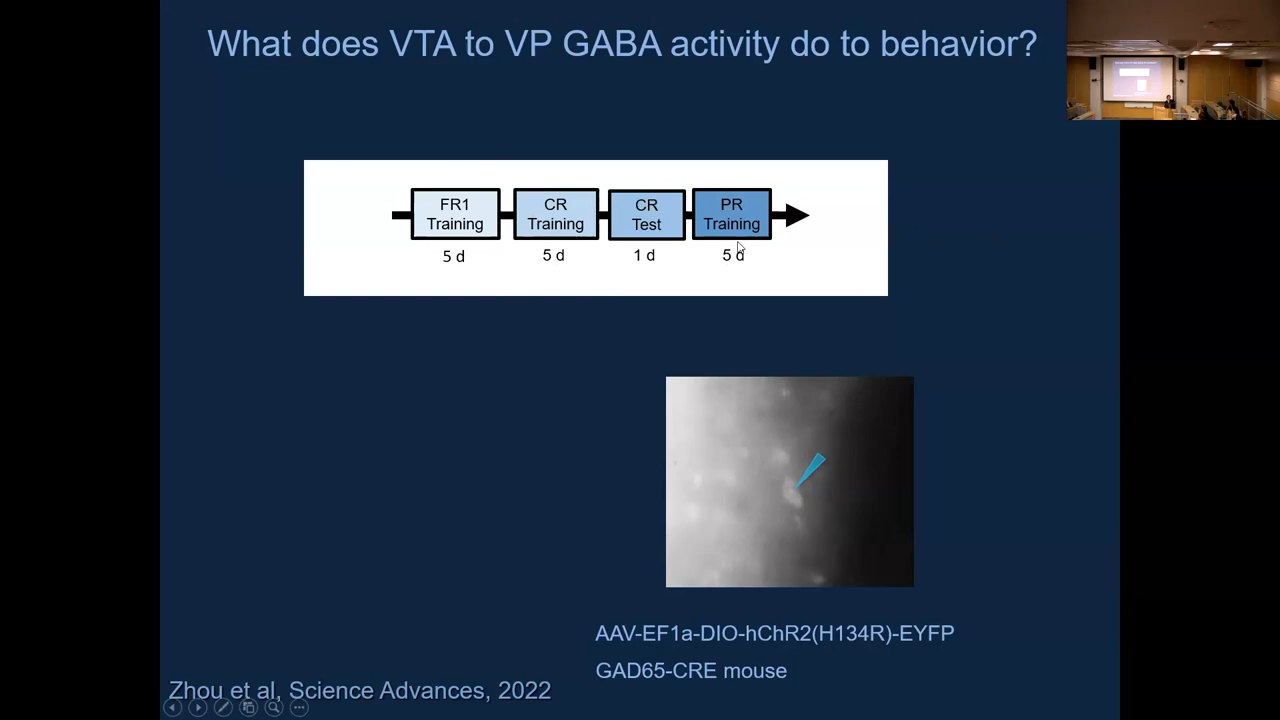 What does VTA to VP GABA activity do to behavior?
FR1
Training
CR
Training
CR
Test
PR
Training
5 d
5 d
1 d
5 d
AAV-EF1a-DIO-hChR2(H134R)-EYFP
GAD65-CRE mouse
Zhou et al, Science Advances, 2022